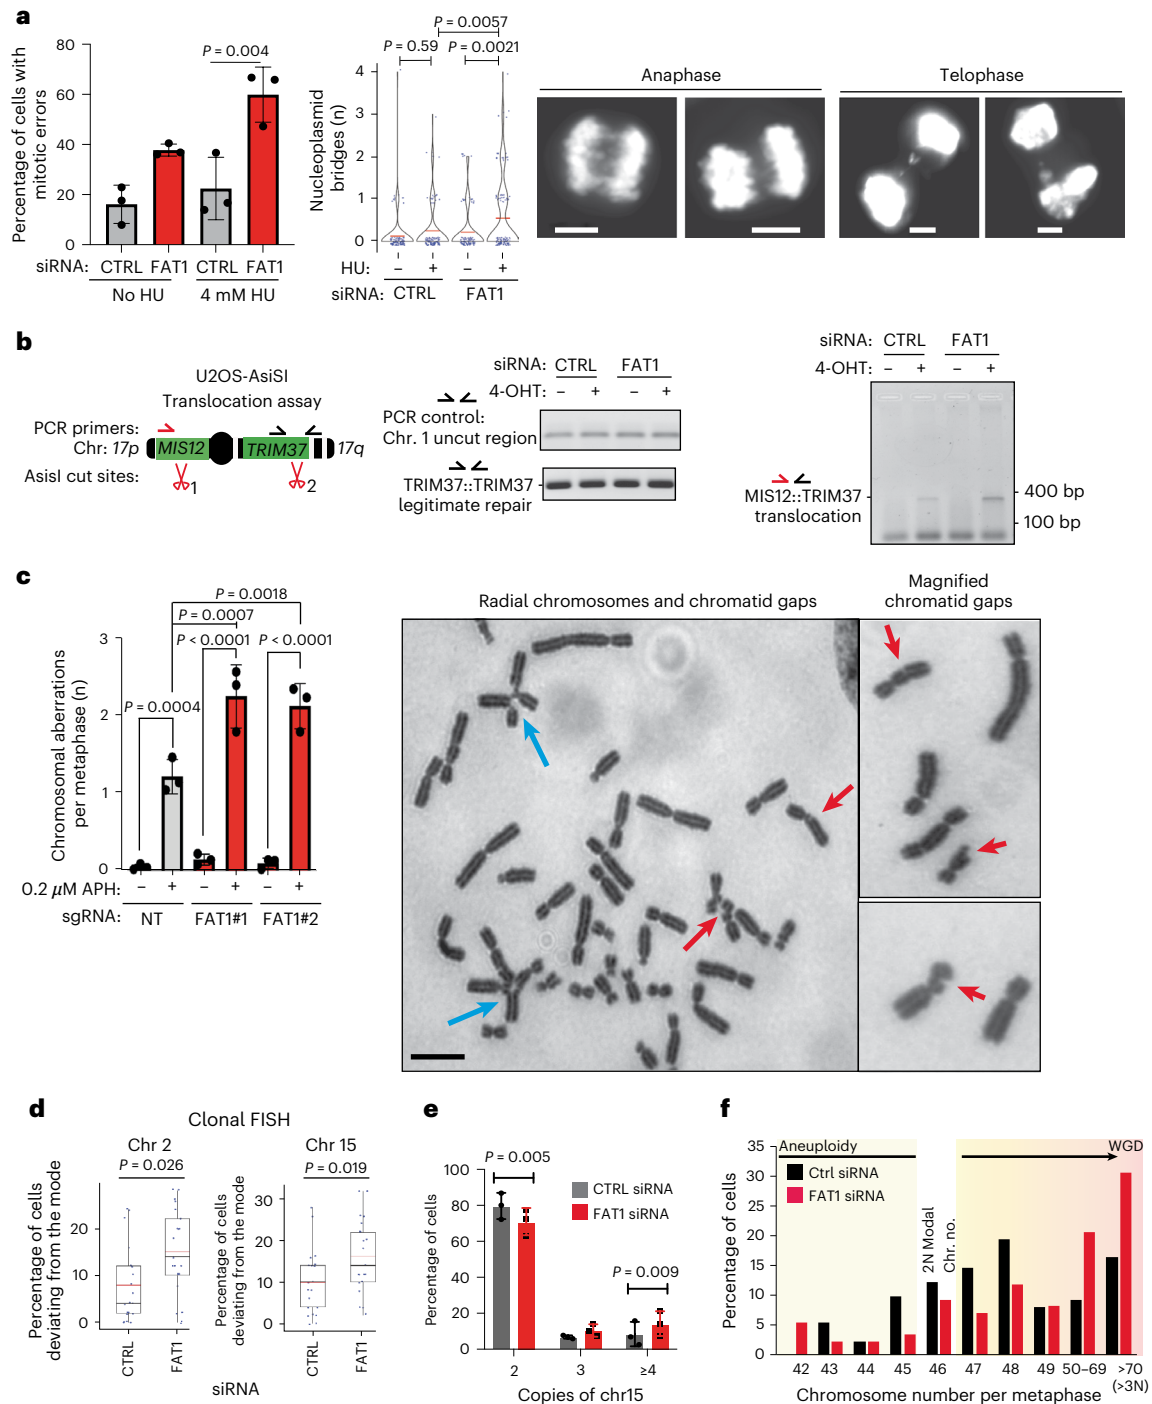 a
Percentage of cells with
mitotic errors
80
60
40
20
0
P = 0.004
siRNA: CTRL FAT1 CTRL FAT1
No HU 4 mM HU
Nucleoplasmid
bridges (n)
4
3
2
1
0
P = 0.0057
P = 0.59 P = 0.0021
HU: – + – +
siRNA: CTRL FAT1
Anaphase
Telophase
b
U2OS-AsiSI
Translocation assay
PCR primers:
Chr: 17p MIS12 TRIM37 17q
AsisI cut sites:
1 2
siRNA: CTRL FAT1
4-OHT: – + – +
PCR control:
Chr. 1 uncut region
TRIM37::TRIM37
legitimate repair
siRNA: CTRL FAT1
4-OHT: – + – +
MIS12::TRIM37
translocation
400 bp
100 bp
c
Chromosomal aberrations
per metaphase (n)
3
2
1
0
P = 0.0018
P = 0.0007
P < 0.0001 P < 0.0001
P = 0.0004
0.2 μM APH: – + – + – +
sgRNA: NT FAT1#1 FAT1#2
Radial chromosomes and chromatid gaps
Magnified
chromatid gaps
d
Clonal FISH
Chr 2
P = 0.026
Percentage of cells
deviating from the mode
20
10
0
CTRL
FAT1
Chr 15
P = 0.019
Percentage of cells
deviating from the mode
30
20
10
0
CTRL
FAT1
siRNA
e
Percentage of cells
100
80
60
40
20
0
P = 0.005
CTRL siRNA
FAT1 siRNA
P = 0.009
2 3 ≥4
Copies of chr15
f
Percentage of cells
35
30
25
20
15
10
5
0
Aneuploidy
WGD
Ctrl siRNA
FAT1 siRNA
2N Modal
Chr. no.
42 43 44 45 46 47 48 49 50–69 >70
(>3N)
Chromosome number per metaphase